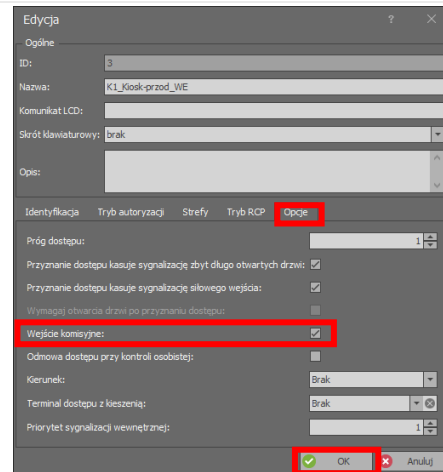 Edycja ? ×
Ogólne
ID: 3
Nazwa: K1_Kiosk-przod_WE
Komunikat LCD:
Skrót klawiaturowy: brak
Opis:
Identyfikacja Tryb autoryzacji Strefy Tryb RCP Opcje
Próg dostępu: 1
Przyznanie dostępu kasuje sygnalizację zbyt długo otwartych drzwi:
Przyznanie dostępu kasuje sygnalizację siłowego wejścia:
Wymagaj otwarcia drzwi po przyznaniu dostępu:
Wejście komisyjne:
Odmowa dostępu przy kontroli osobistej:
Kierunek: Brak
Terminal dostępu z kieszenią: Brak
Priorytet sygnalizacji wewnętrznej: 1
OK Anuluj